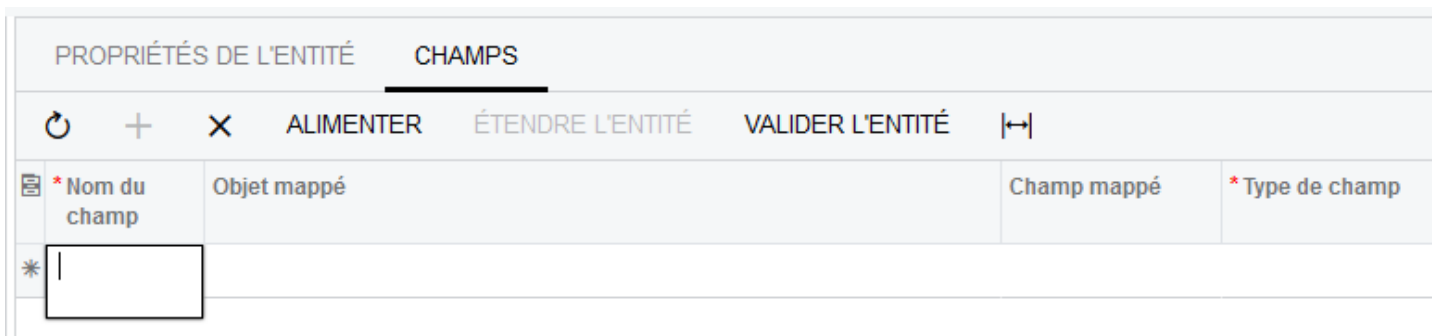 PROPRIÉTÉS DE L'ENTITÉ CHAMPS
ALIMENTER ÉTENDRE L'ENTITÉ VALIDER L'ENTITÉ
* Nom du champ Objet mappé Champ mappé * Type de champ